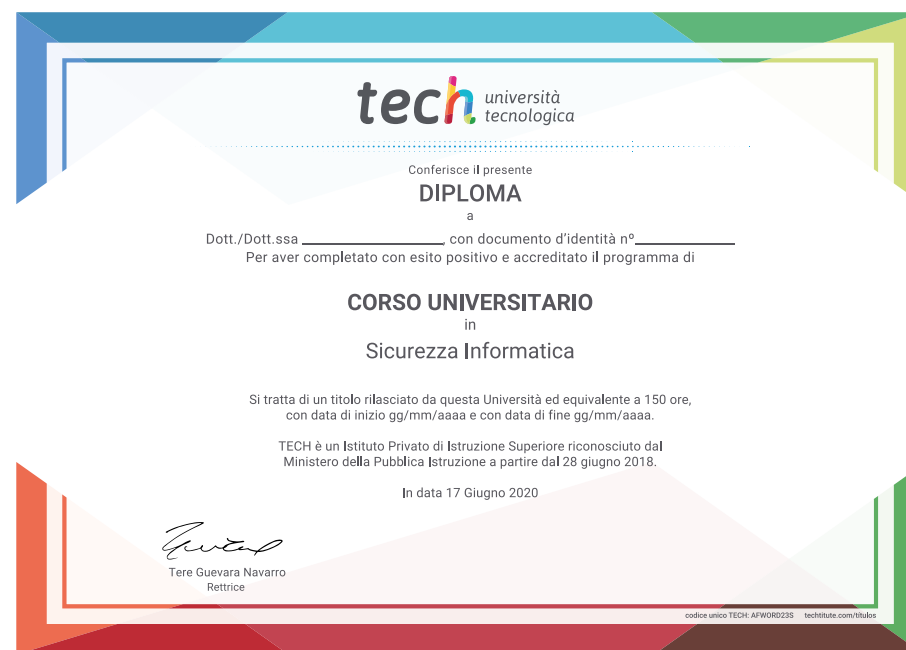 tech università
tecnologica
Conferisce il presente
DIPLOMA
a
Dott./Dott.ssa ____________________, con documento d'identità nº______________
Per aver completato con esito positivo e accreditato il programma di
CORSO UNIVERSITARIO
in
Sicurezza Informatica
Si tratta di un titolo rilasciato da questa Università ed equivalente a 150 ore,
con data di inizio gg/mm/aaaa e con data di fine gg/mm/aaaa.
TECH è un Istituto Privato di Istruzione Superiore riconosciuto dal
Ministero della Pubblica Istruzione a partire dal 28 giugno 2018.
In data 17 Giugno 2020
Tere Guevara Navarro
Rettrice
codice unico TECH: AFWORD23S techtitute.com/titulos